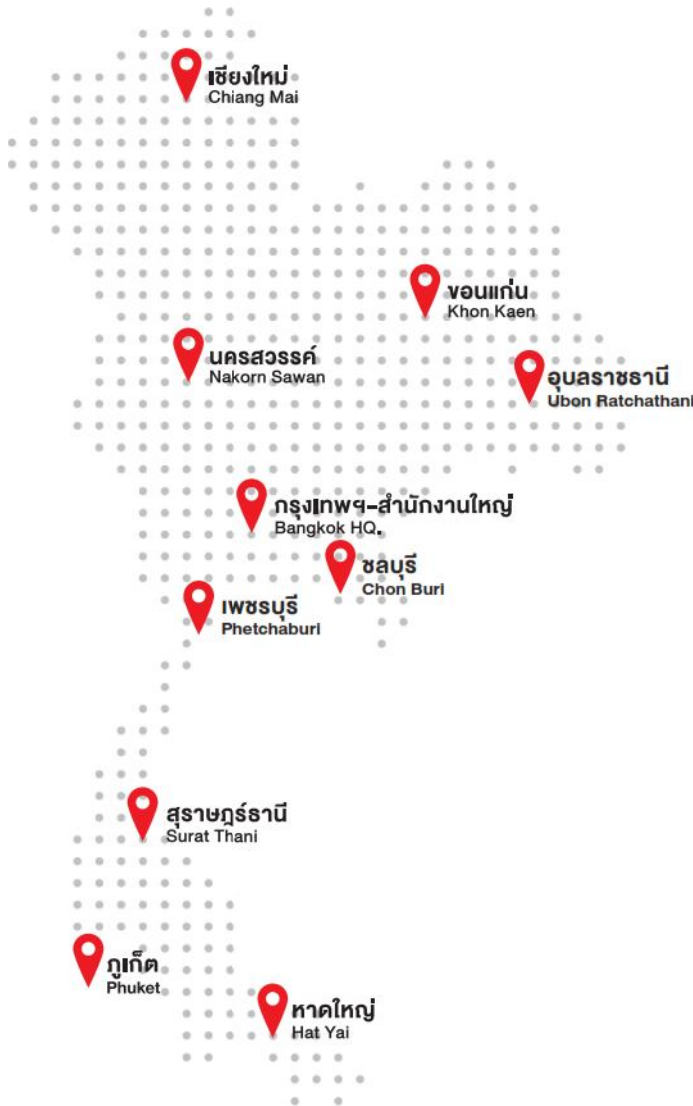 เชียงใหม่
Chiang Mai
ขอนแก่น
Khon Kaen
นครสวรรค์
Nakorn Sawan
อุบลราชธานี
Ubon Ratchathani
กรุงเทพฯ-สำนักงานใหญ่
Bangkok HQ.
ชลบุรี
Chon Buri
เพชรบุรี
Phetchaburi
สุราษฎร์ธานี
Surat Thani
ภูเก็ต
Phuket
หาดใหญ่
Hat Yai